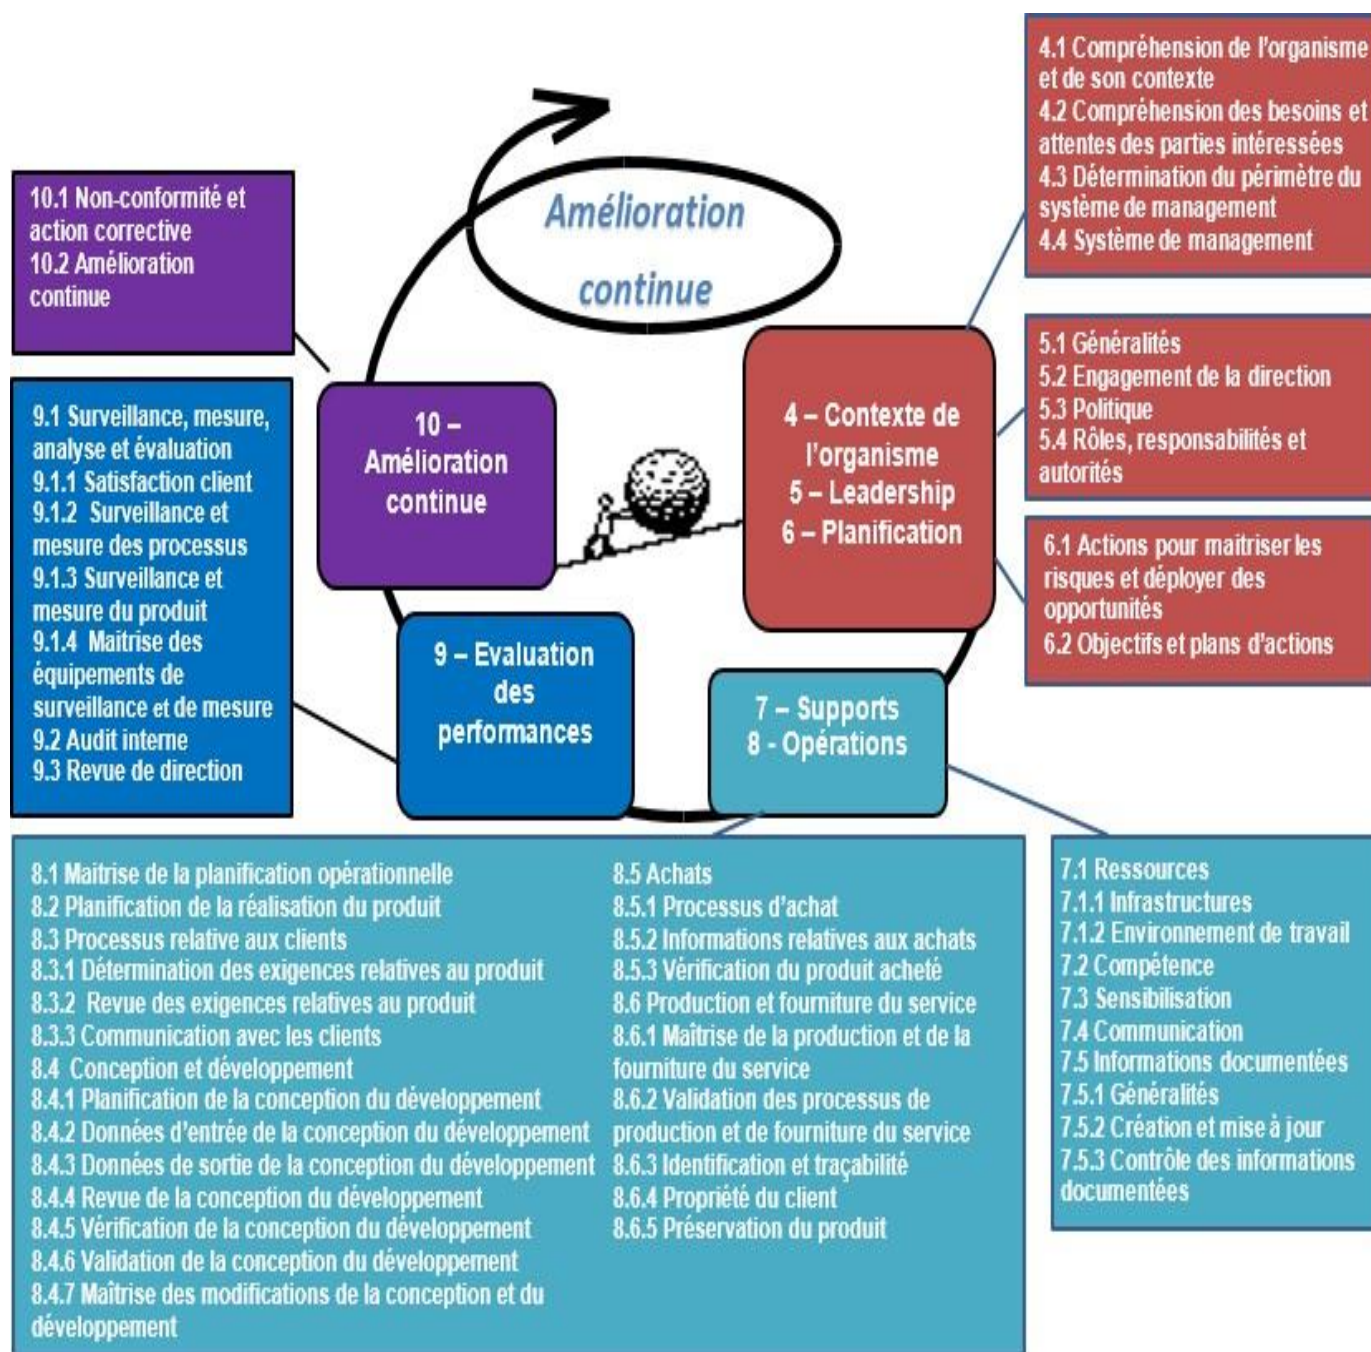 4.1 Compréhension de l'organisme
et de son contexte
4.2 Compréhension des besoins et
attentes des parties intéressées
4.3 Détermination du périmètre du
système de management
4.4 Système de management
Amélioration
continue
10.1 Non-conformité et
action corrective
10.2 Amélioration
continue
5.1 Généralités
5.2 Engagement de la direction
5.3 Politique
5.4 Rôles, responsabilités et
autorités
10 –
Amélioration
continue
4 – Contexte de
l'organisme
5 – Leadership
6 – Planification
9.1 Surveillance, mesure,
analyse et évaluation
9.1.1 Satisfaction client
9.1.2 Surveillance et
mesure des processus
9.1.3 Surveillance et
mesure du produit
9.1.4 Maitrise des
équipements de
surveillance et de mesure
9.2 Audit interne
9.3 Revue de direction
6.1 Actions pour maitriser les
risques et déployer des
opportunités
6.2 Objectifs et plans d'actions
9 – Evaluation
des
performances
7 – Supports
8 - Opérations
8.1 Maitrise de la planification opérationnelle
8.2 Planification de la réalisation du produit
8.3 Processus relative aux clients
8.3.1 Détermination des exigences relatives au produit
8.3.2 Revue des exigences relatives au produit
8.3.3 Communication avec les clients
8.4 Conception et développement
8.4.1 Planification de la conception du développement
8.4.2 Données d'entrée de la conception du développement
8.4.3 Données de sortie de la conception du développement
8.4.4 Revue de la conception du développement
8.4.5 Vérification de la conception du développement
8.4.6 Validation de la conception du développement
8.4.7 Maîtrise des modifications de la conception et du
développement
8.5 Achats
8.5.1 Processus d'achat
8.5.2 Informations relatives aux achats
8.5.3 Vérification du produit acheté
8.6 Production et fourniture du service
8.6.1 Maîtrise de la production et de la
fourniture du service
8.6.2 Validation des processus de
production et de fourniture du service
8.6.3 Identification et traçabilité
8.6.4 Propriété du client
8.6.5 Préservation du produit
7.1 Ressources
7.1.1 Infrastructures
7.1.2 Environnement de travail
7.2 Compétence
7.3 Sensibilisation
7.4 Communication
7.5 Informations documentées
7.5.1 Généralités
7.5.2 Création et mise à jour
7.5.3 Contrôle des informations
documentées